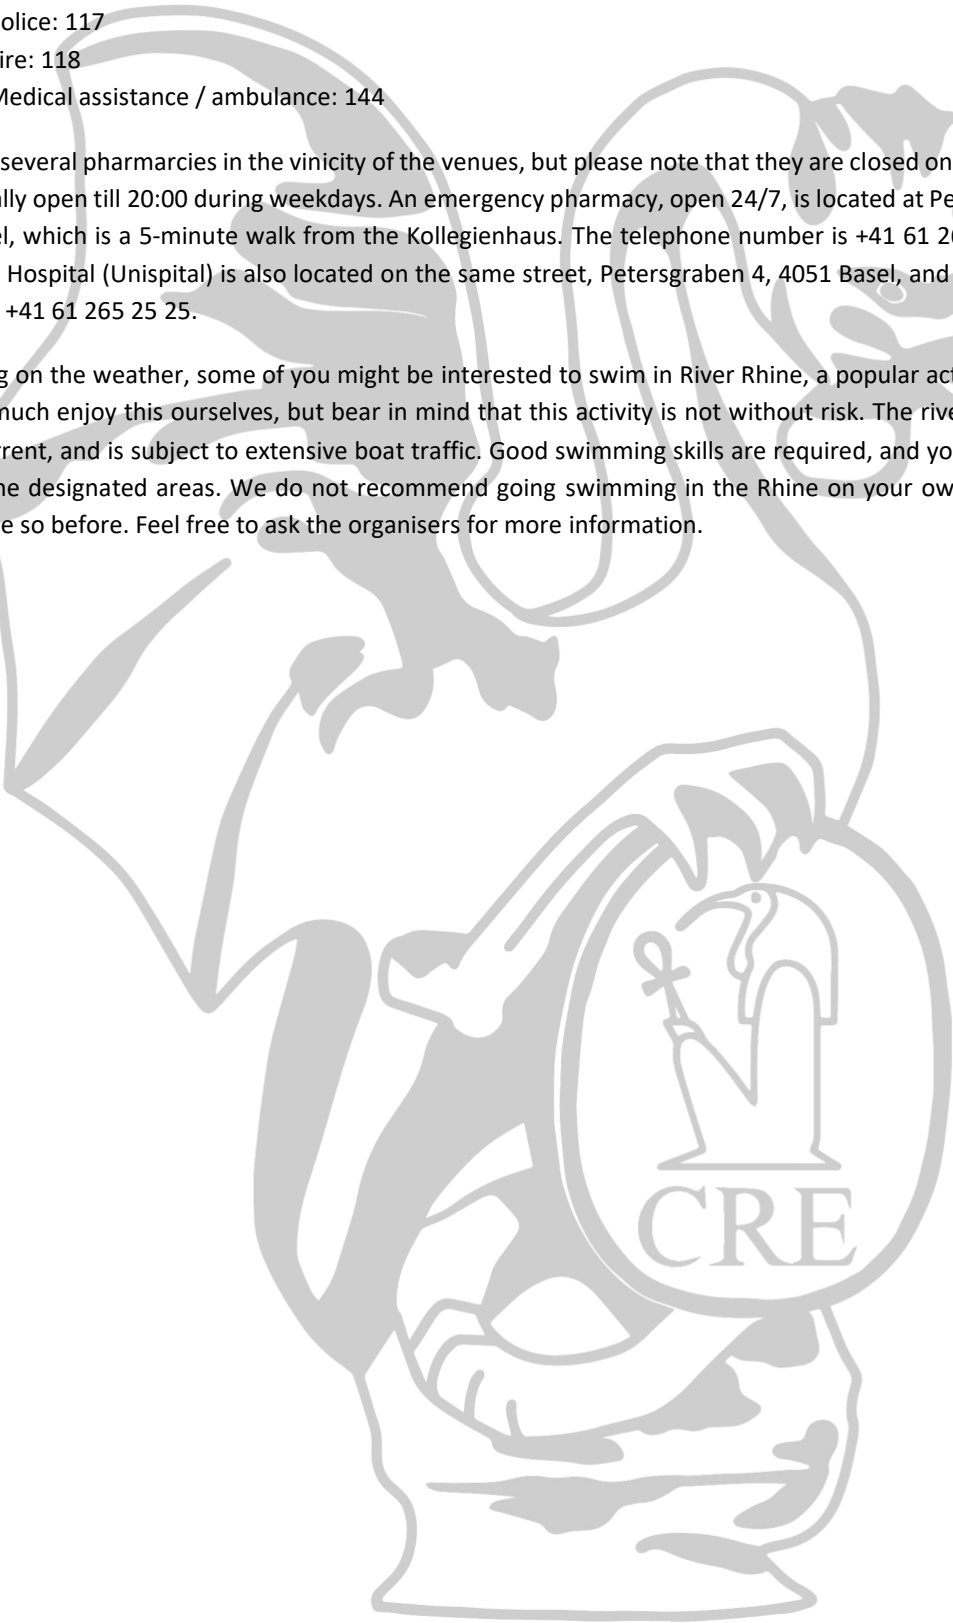 olice: 117
ire: 118
Medical assistance / ambulance: 144
several pharmarcies in the vinicity of the venues, but please note that they are closed on
ally open till 20:00 during weekdays. An emergency pharmacy, open 24/7, is located at Pe
el, which is a 5-minute walk from the Kollegienhaus. The telephone number is +41 61 2
Hospital (Unispital) is also located on the same street, Petersgraben 4, 4051 Basel, and
+41 61 265 25 25.
g on the weather, some of you might be interested to swim in River Rhine, a popular act
much enjoy this ourselves, but bear in mind that this activity is not without risk. The rive
rrent, and is subject to extensive boat traffic. Good swimming skills are required, and yo
he designated areas. We do not recommend going swimming in the Rhine on your ow
e so before. Feel free to ask the organisers for more information.
CRE